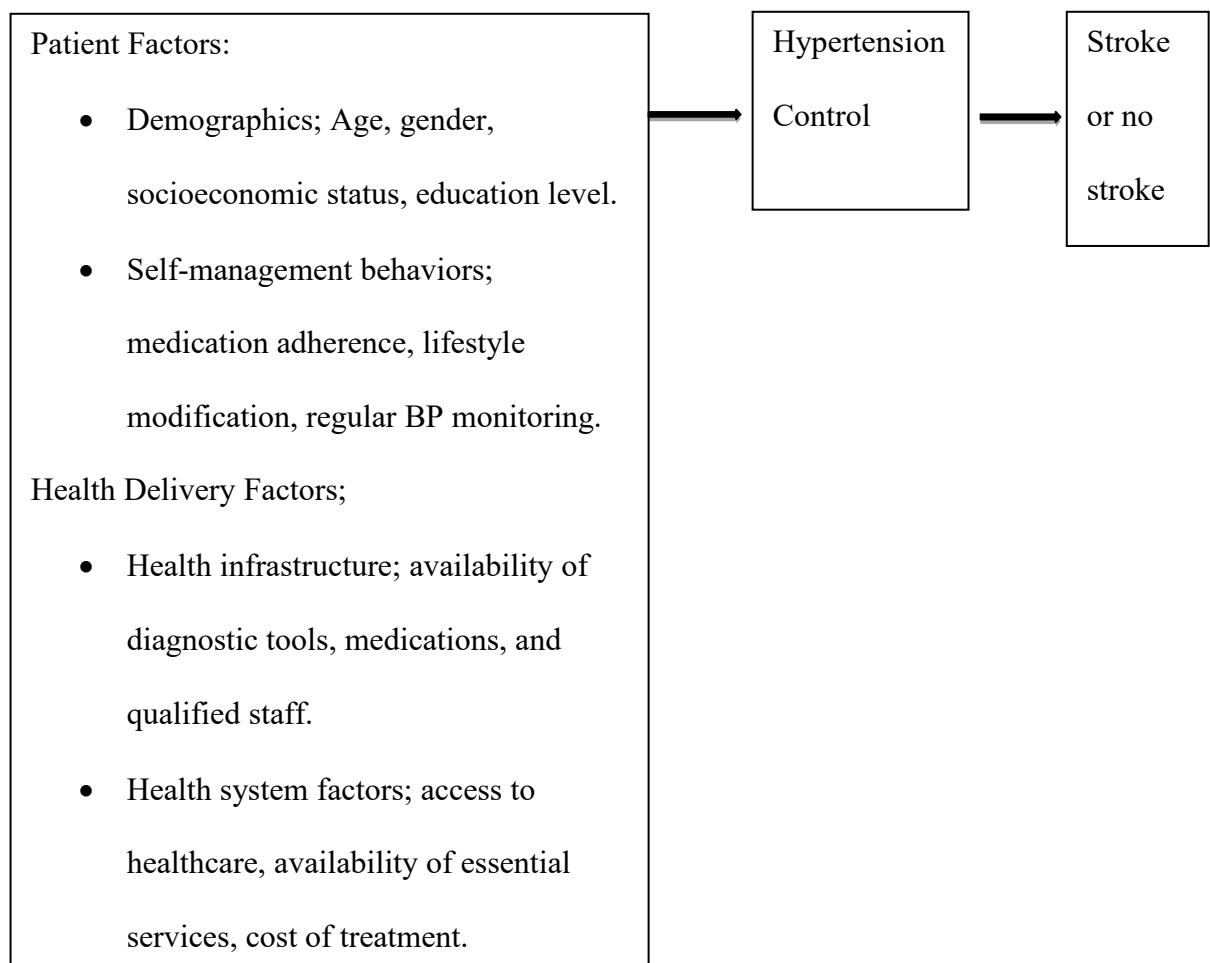 Patient Factors:
• Demographics; Age, gender,
socioeconomic status, education level.
• Self-management behaviors;
medication adherence, lifestyle
modification, regular BP monitoring.
Health Delivery Factors;
• Health infrastructure; availability of
diagnostic tools, medications, and
qualified staff.
• Health system factors; access to
healthcare, availability of essential
services, cost of treatment.
Hypertension
Control
Stroke
or no
stroke